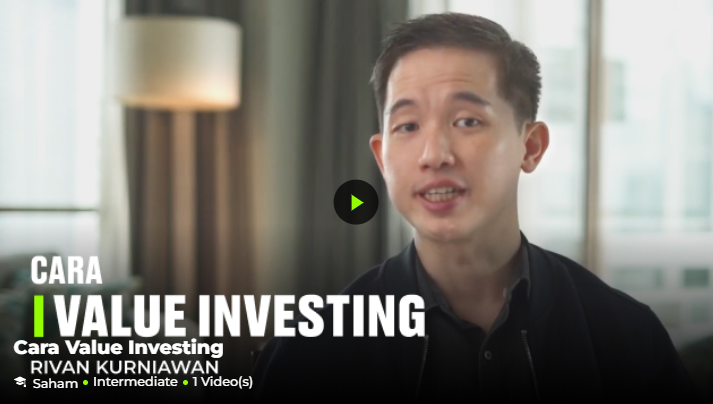 CARA
VALUE INVESTING
Cara Value Investing
RIVAN KURNIAWAN
Saham • Intermediate • 1 Video(s)